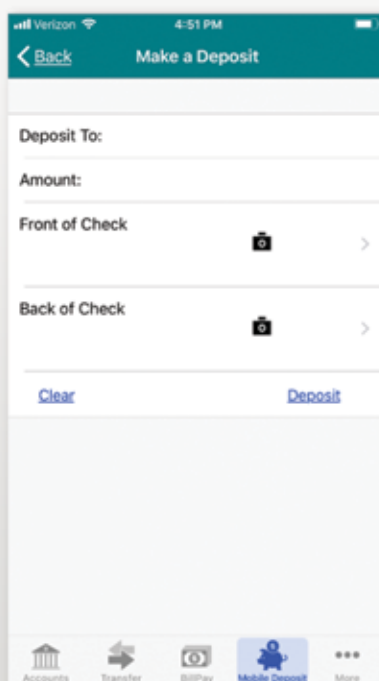 Verizon 4:51 PM
Back Make a Deposit
Deposit To:
Amount:
Front of Check
Back of Check
Clear Deposit
Accounts Transfer BillPay Mobile Deposit More